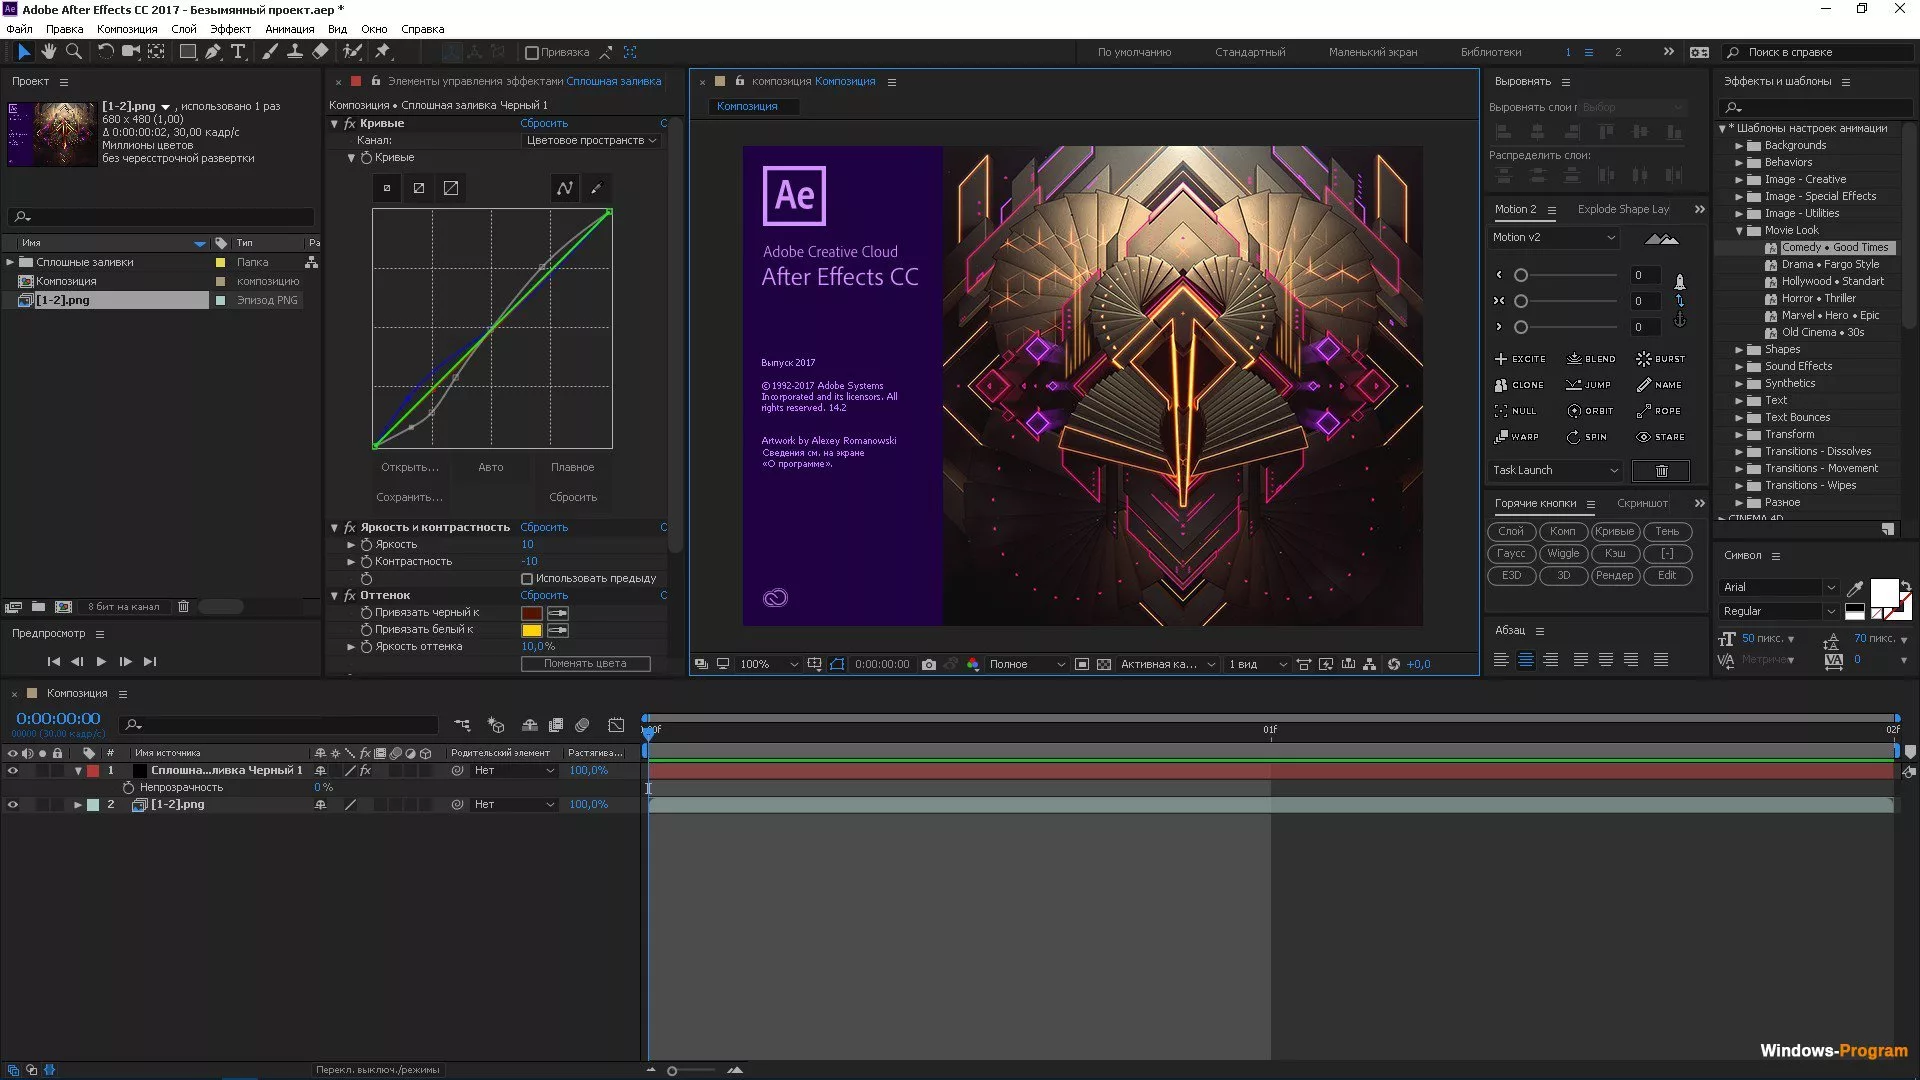 Adobe After Effects CC 2017 - Безымянный проект.aep *
Файл Правка Композиция Слой Эффект Анимация Вид Окно Справка
Привязка
По умолчанию Стандартный Маленький экран Библиотеки 1 2
Поиск в справке
Проект
[1-2].png , использовано 1 раз
680 x 480 (1,00)
Δ 0:00:00:02, 30,00 кадр/с
Миллионы цветов
без чересстрочной развертки
Имя Тип Ра
Сплошные заливки Папка
Композиция композицию
[1-2].png Эпизод PNG
8 бит на канал
Предпросмотр
Элементы управления эффектами Сплошная заливка
Композиция • Сплошная заливка Черный 1
fx Кривые Сбросить С
Канал: Цветовое пространств
Кривые
Открыть... Авто Плавное
Сохранить... Сбросить
fx Яркость и контрастность Сбросить С
Яркость 10
Контрастность -10
Использовать предыду
fx Оттенок Сбросить С
Привязать черный к
Привязать белый к
Яркость оттенка 10,0%
Поменять цвета
композиция Композиция
Композиция
Ae
Adobe Creative Cloud
After Effects CC
Выпуск 2017
©1992-2017 Adobe Systems
Incorporated and its licensors. All
rights reserved. 14.2
Artwork by Alexey Romanowski
Сведения см. на экране
«О программе».
100% 0:00:00:00 Полное Активная ка... 1 вид +0,0
Выровнять
Выровнять слои г Выбор
Распределить слои:
Motion 2 Explode Shape Lay
Motion v2
0
0
0
EXCITE BLEND BURST
CLONE JUMP NAME
NULL ORBIT ROPE
WARP SPIN STARE
Task Launch
Горячие кнопки Скриншот
Слой Комп Кривые Тень
Гаусс Wiggle Кэш [-]
E3D 3D Рендер Edit
Абзац
Эффекты и шаблоны
* Шаблоны настроек анимации
Backgrounds
Behaviors
Image - Creative
Image - Special Effects
Image - Utilities
Movie Look
Comedy • Good Times
Drama • Fargo Style
Hollywood • Standart
Horror • Thriller
Marvel • Hero • Epic
Old Cinema • 30s
Shapes
Sound Effects
Synthetics
Text
Text Bounces
Transform
Transitions - Dissolves
Transitions - Movement
Transitions - Wipes
Разное
CINEMA 4D
Символ
Arial
Regular
50 пикс. 70 пикс.
Метриче 0
Композиция
0:00:00:00
00000 (30.00 кадр/с)
# Имя источника fx Родительский элемент Растягива...
1 Сплошна...ливка Черный 1 fx Нет 100,0%
Непрозрачность 0 %
2 [1-2].png Нет 100,0%
00f 01f 02f
Перекл. выключ./режимы
Windows-Program